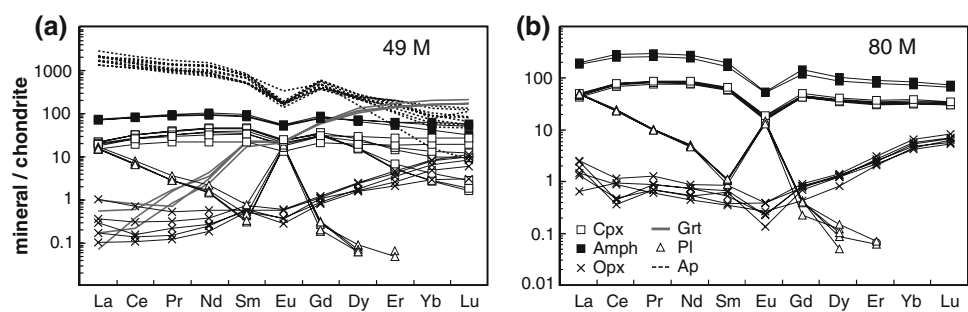 (a)
49 M
mineral / chondrite
1000
100
10
1
0.1
La Ce Pr Nd Sm Eu Gd Dy Er Yb Lu
(b)
80 M
1000
100
10
1
0.1
0.01
Cpx Grt
Amph Pl
Opx Ap
La Ce Pr Nd Sm Eu Gd Dy Er Yb Lu